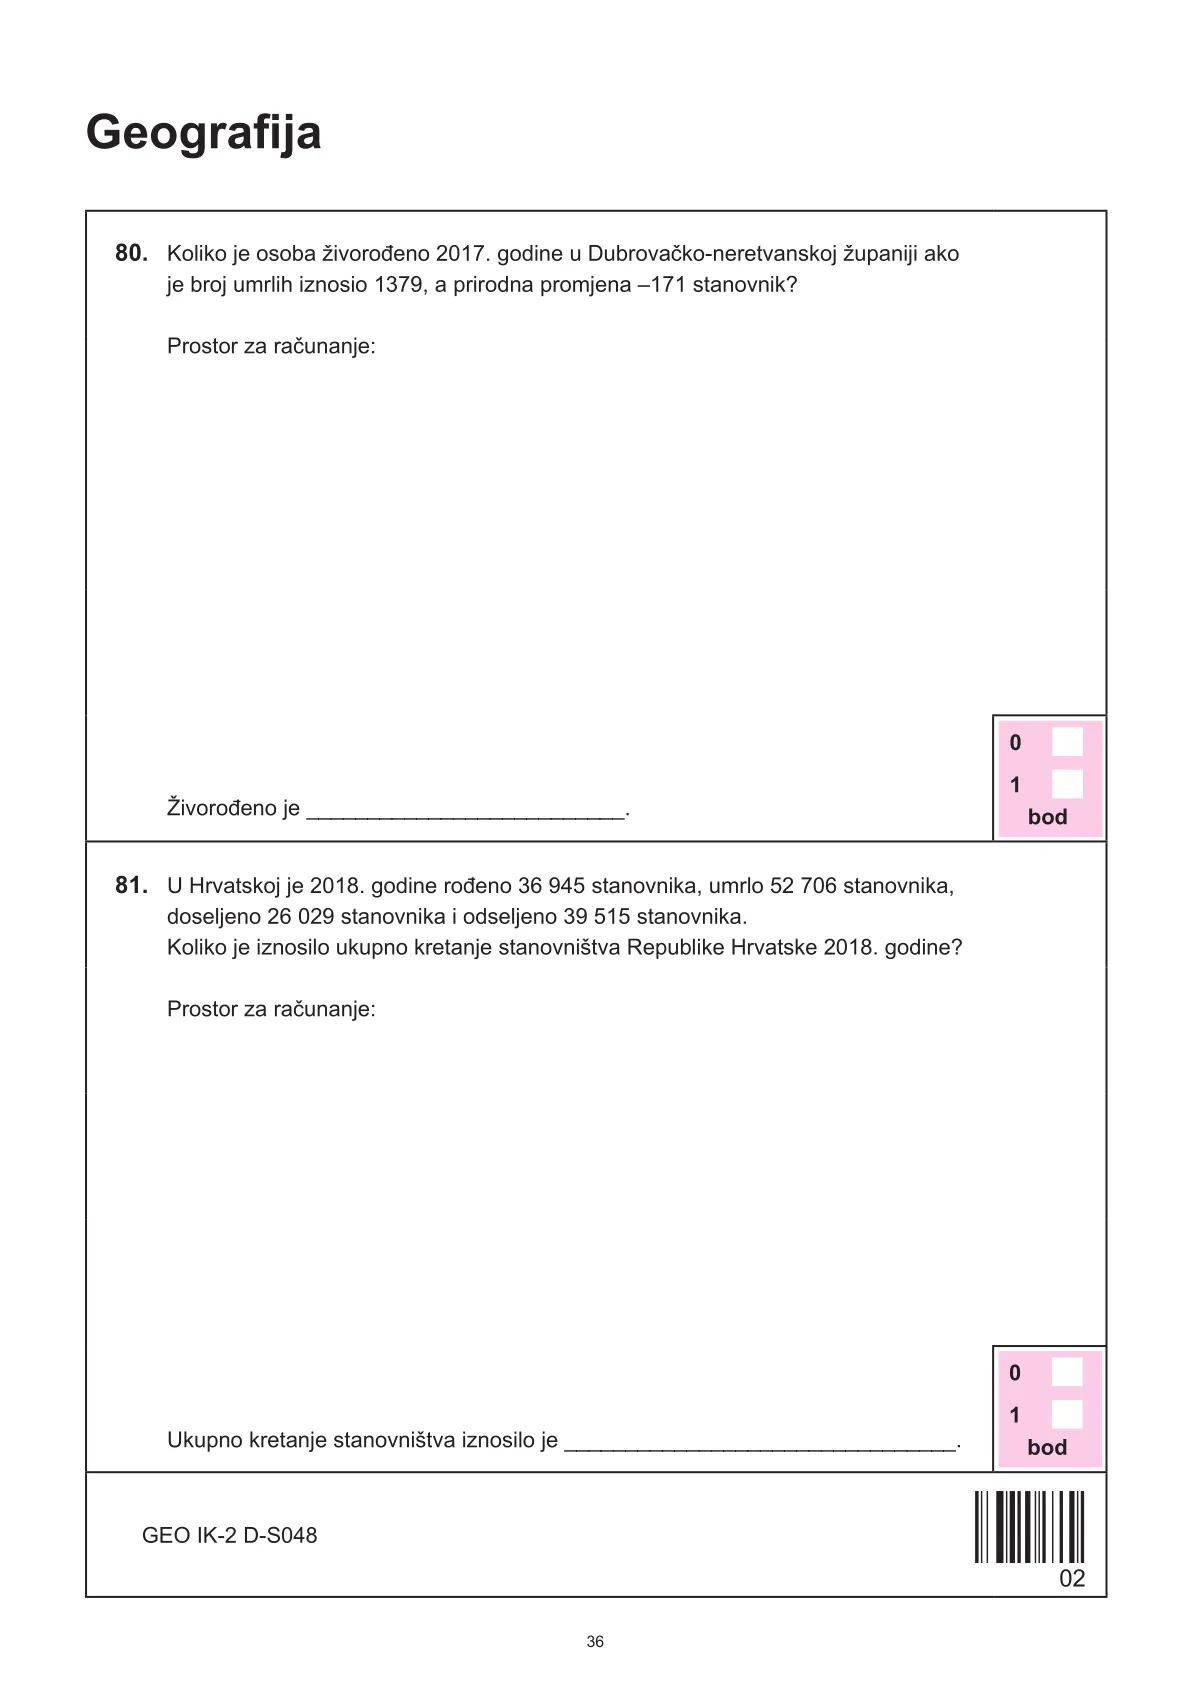 Geografija
80. Koliko je osoba živorođeno 2017. godine u Dubrovačko-neretvanskoj županiji ako
je broj umrlih iznosio 1379, a prirodna promjena –171 stanovnik?
Prostor za računanje:
0
1
bod
Živorođeno je __________________________.
81. U Hrvatskoj je 2018. godine rođeno 36 945 stanovnika, umrlo 52 706 stanovnika,
doseljeno 26 029 stanovnika i odseljeno 39 515 stanovnika.
Koliko je iznosilo ukupno kretanje stanovništva Republike Hrvatske 2018. godine?
Prostor za računanje:
0
1
bod
Ukupno kretanje stanovništva iznosilo je ________________________________.
GEO IK-2 D-S048
02
36